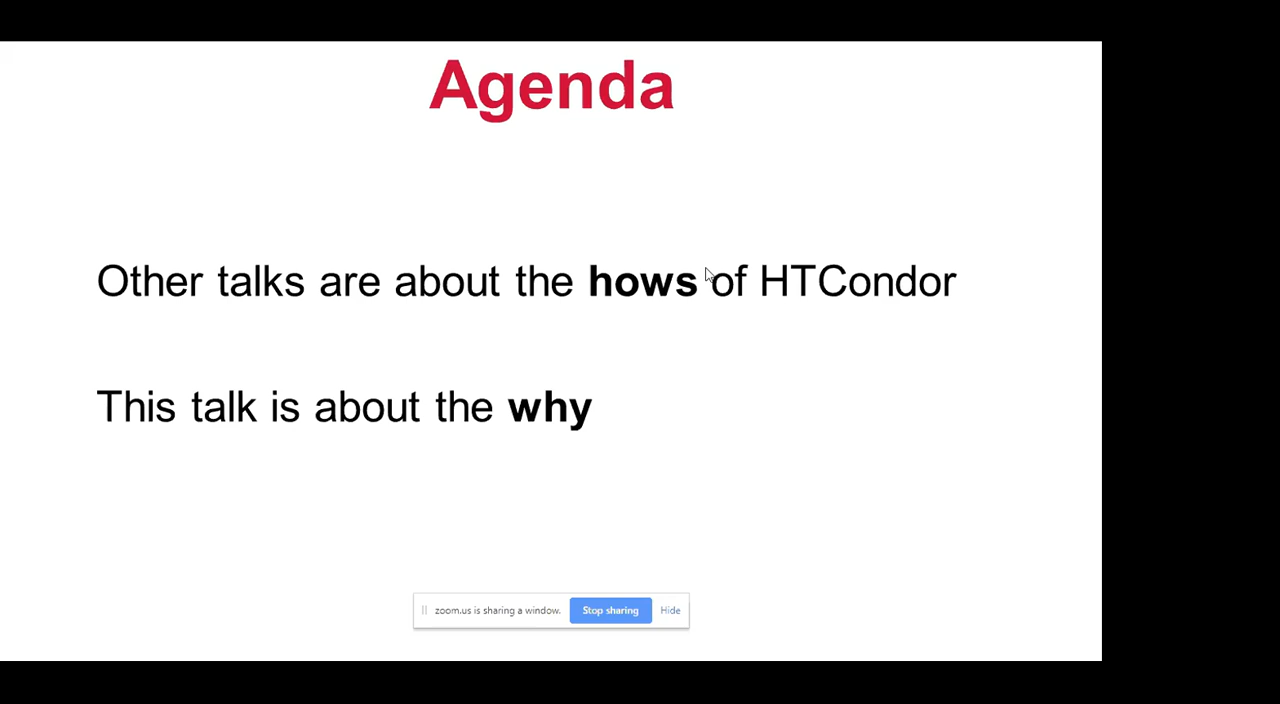 Agenda
Other talks are about the hows of HTCondor
This talk is about the why
zoom.us is sharing a window. Stop sharing Hide